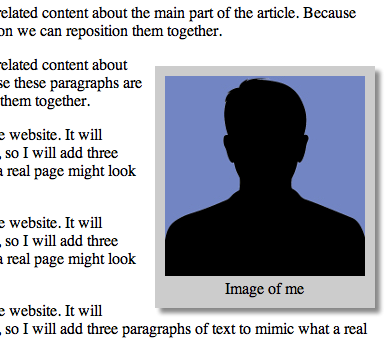 related content about the main part of the article. Because
on we can reposition them together.
related content about
se these paragraphs are
them together.
e website. It will
, so I will add three
a real page might look
e website. It will
, so I will add three
a real page might look
e website. It will
, so I will add three paragraphs of text to mimic what a real
Image of me